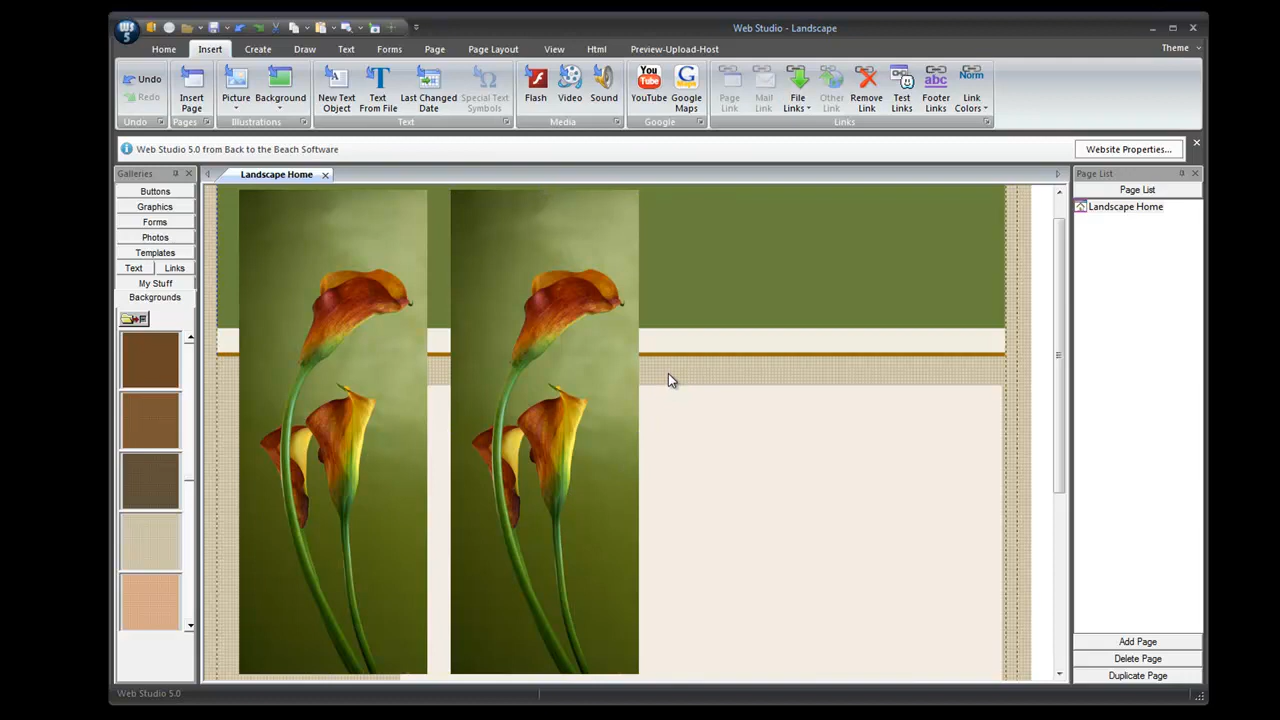 Web Studio - Landscape
WS
5
Home Insert Create Draw Text Forms Page Page Layout View Web Html Preview-Upload-Host Theme
Undo
Redo
Insert
Page
Picture
Background
New Text
Object
Text
From File
Last Changed
Date
Special Text
Symbols
Flash
Video
Sound
You
Tube
YouTube
Google
Maps
Page
Link
Mail
Link
File
Links
Other
Link
Remove
Link
Test
Links
abc
Footer
Links
Norm
Link
Colors
Undo Pages Illustrations Text Media Google Links
Web Studio 5.0 from Back to the Beach Software
Website Properties...
Galleries
Landscape Home
Page List
Buttons
Graphics
Forms
Photos
Templates
Text Links
My Stuff
Backgrounds
Page List
Landscape Home
Add Page
Delete Page
Duplicate Page
Web Studio 5.0